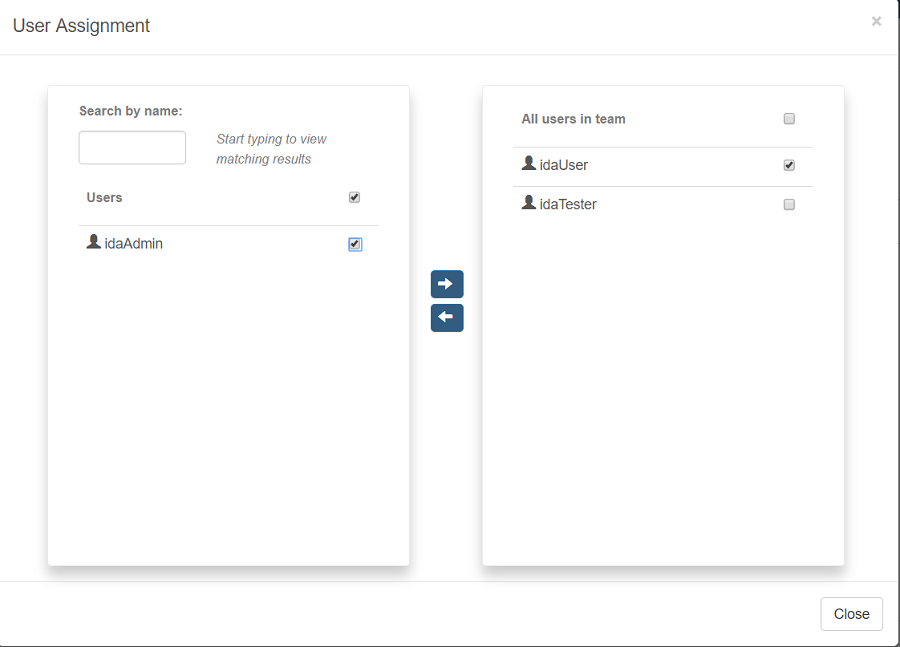 User Assignment
×
Search by name:
Start typing to view
matching results
Users
idaAdmin
All users in team
idaUser
idaTester
Close